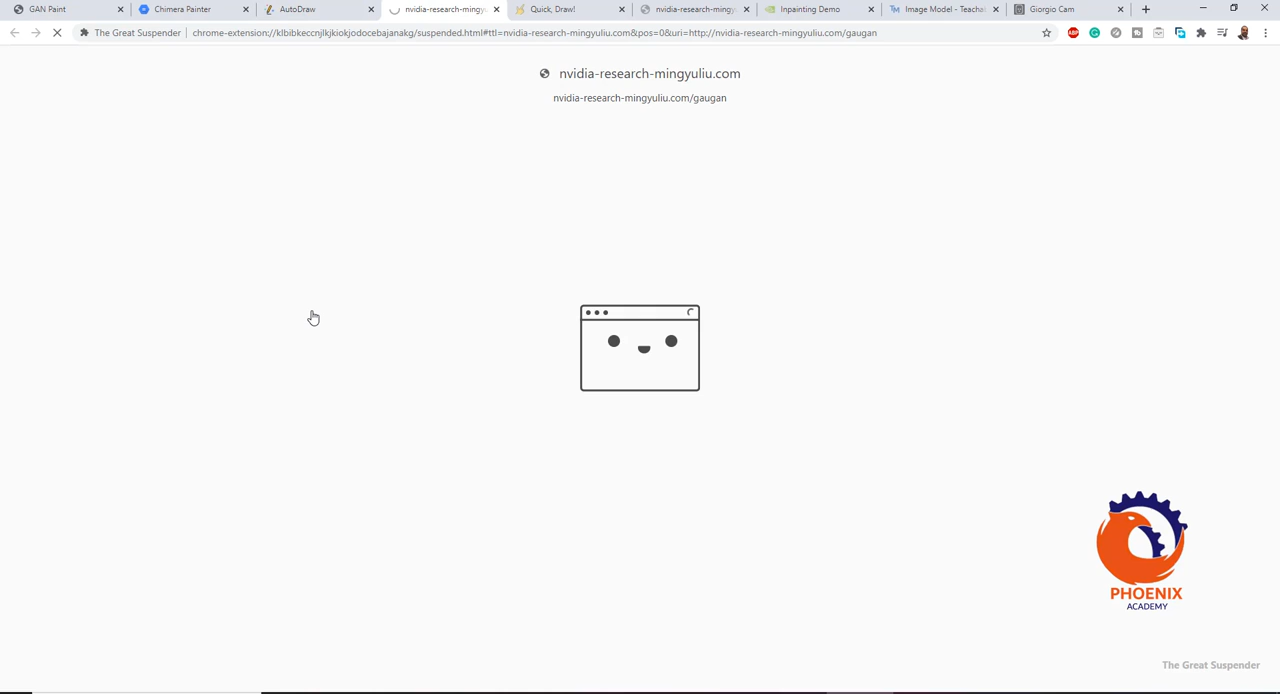 GAN Paint
Chimera Painter
AutoDraw
nvidia-research-mingyu
Quick, Draw!
nvidia-research-mingy
Inpainting Demo
Image Model - Teacha
Giorgio Cam
The Great Suspender
chrome-extension://klbibkeccnjlkjkiokjodocebajanakg/suspended.html#ttl=nvidia-research-mingyuliu.com&pos=0&uri=http://nvidia-research-mingyuliu.com/gaugan
ABP
nvidia-research-mingyuliu.com
nvidia-research-mingyuliu.com/gaugan
PHOENIX
ACADEMY
The Great Suspender